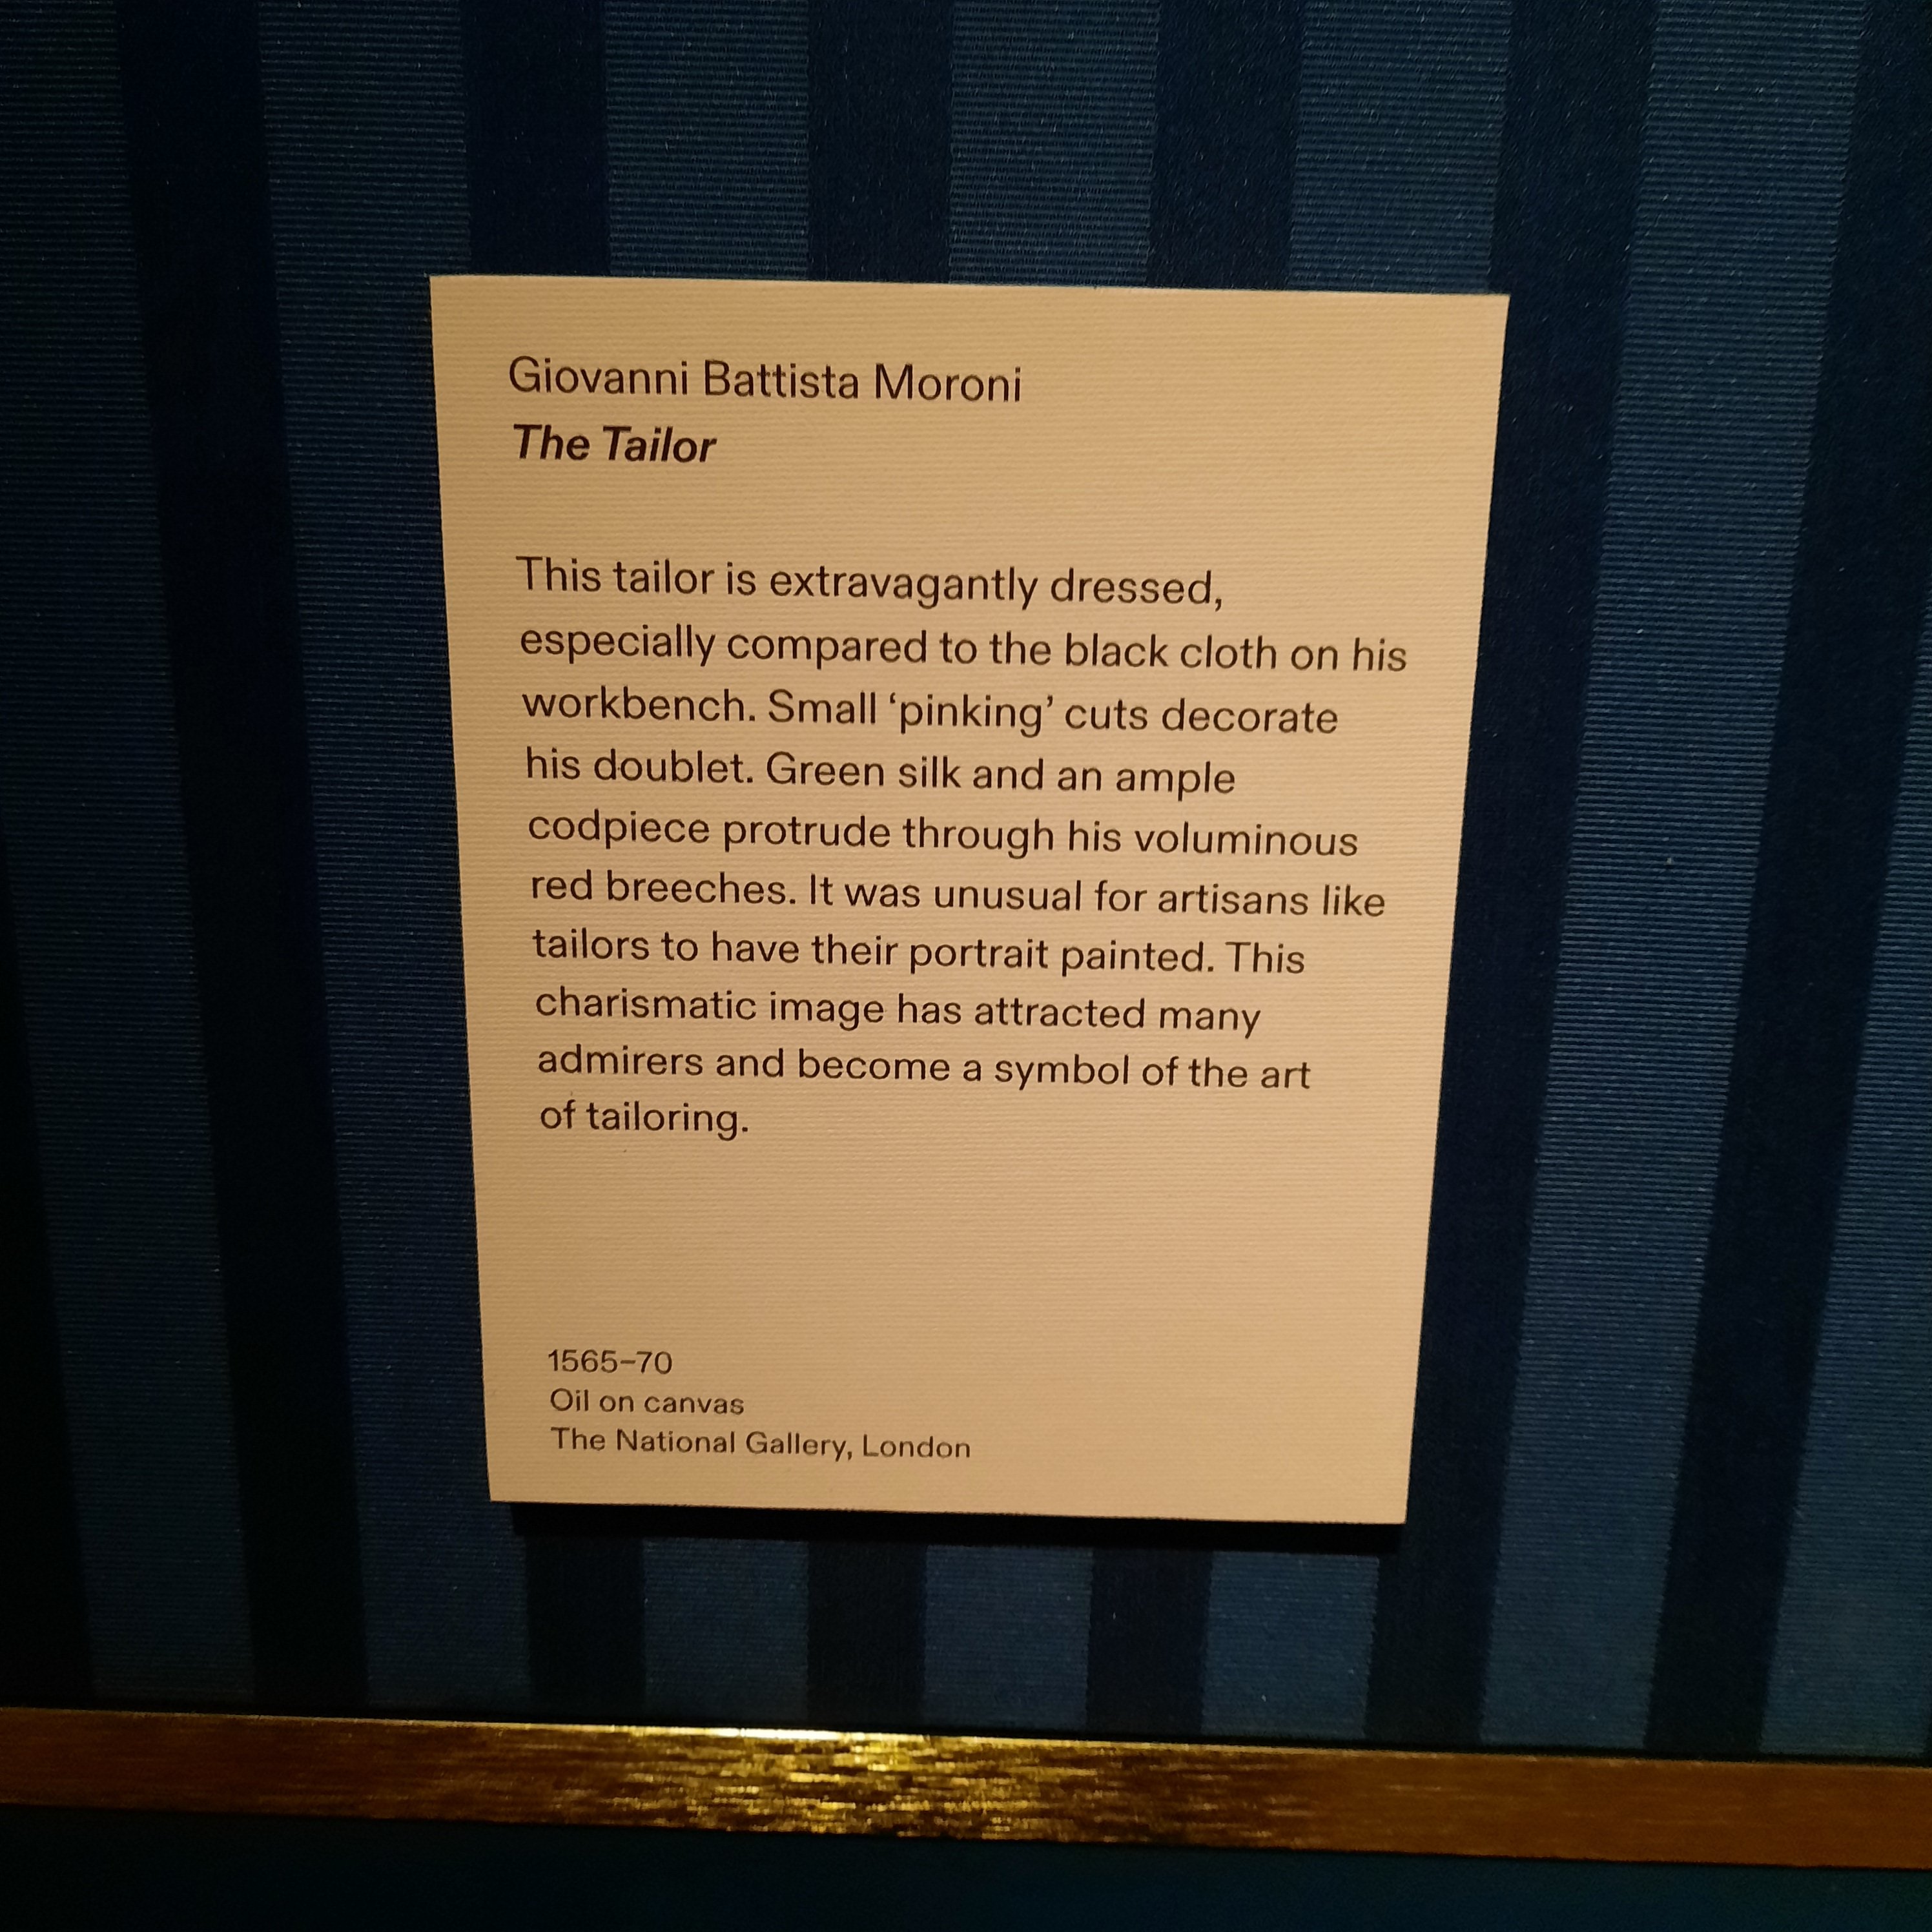 Giovanni Battista Moroni
The Tailor
This tailor is extravagantly dressed,
especially compared to the black cloth on his
workbench. Small ‘pinking’ cuts decorate
his doublet. Green silk and an ample
codpiece protrude through his voluminous
red breeches. It was unusual for artisans like
tailors to have their portrait painted. This
charismatic image has attracted many
admirers and become a symbol of the art
of tailoring.
1565–70
Oil on canvas
The National Gallery, London